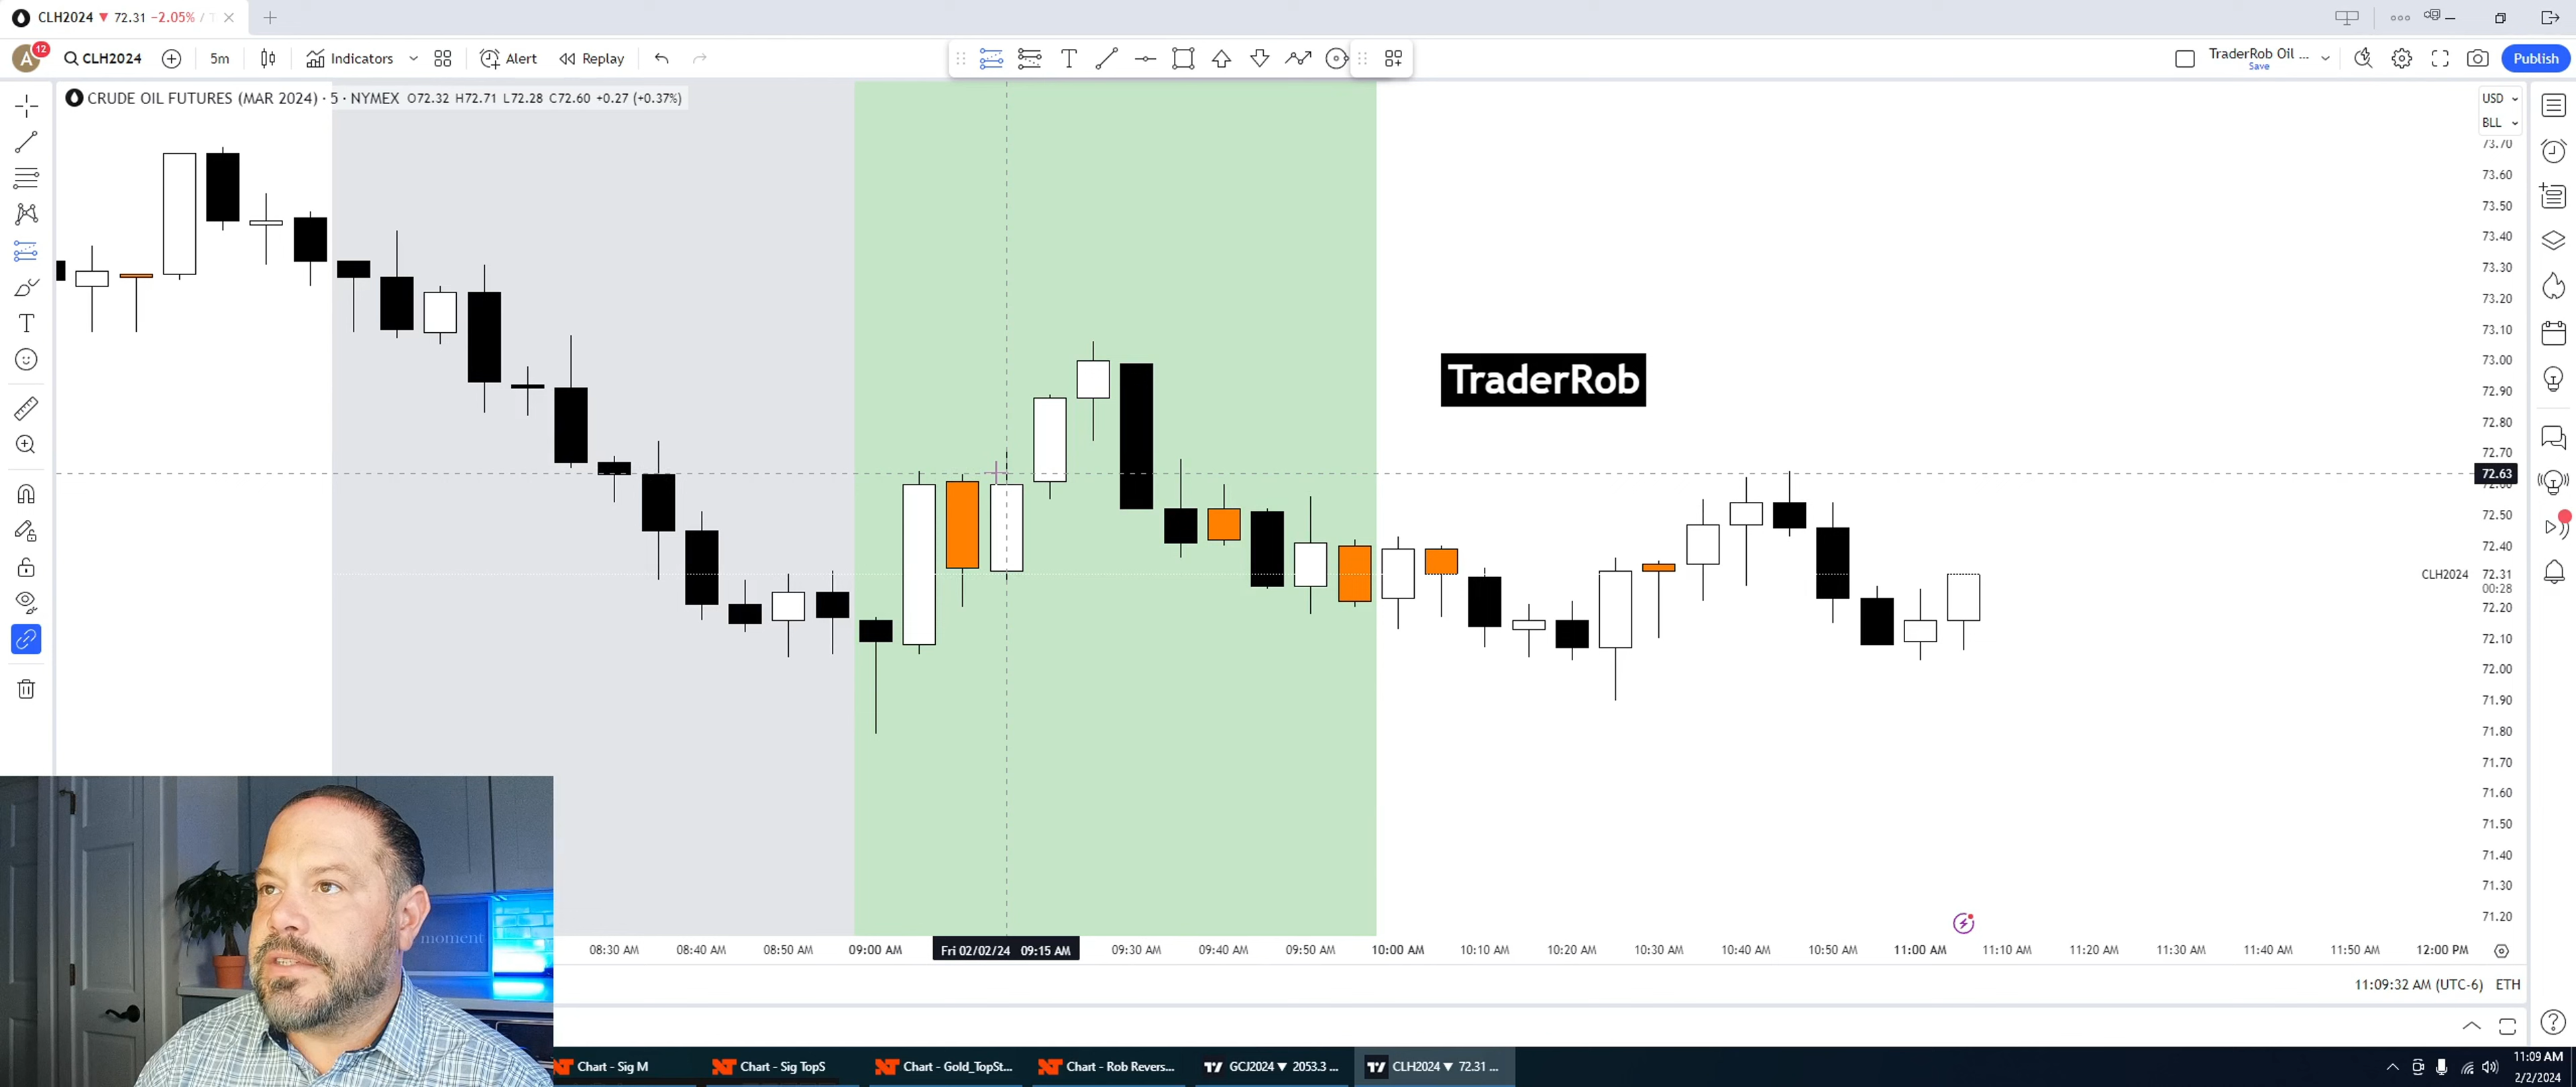 CLH2024 ▼ 72.31 −2.05% /
A 12 CLH2024 5m Indicators Alert Replay T TraderRob Oil ... Publish
Save
CRUDE OIL FUTURES (MAR 2024) · 5 · NYMEX O72.32 H72.71 L72.28 C72.60 +0.27 (+0.37%)
USD
BLL
73.70
73.60
73.50
73.40
73.30
73.20
73.10
73.00
72.90
72.80
72.70
72.63
72.60
72.50
72.40
CLH2024 72.31
00:28
72.20
72.10
72.00
71.90
71.80
71.70
71.60
71.50
71.40
71.30
71.20
TraderRob
T
moment
08:30 AM 08:40 AM 08:50 AM 09:00 AM Fri 02/02/24 09:15 AM 09:30 AM 09:40 AM 09:50 AM 10:00 AM 10:10 AM 10:20 AM 10:30 AM 10:40 AM 10:50 AM 11:00 AM 11:10 AM 11:20 AM 11:30 AM 11:40 AM 11:50 AM 12:00 PM
11:09:32 AM (UTC-6) ETH
Chart - Sig M Chart - Sig TopS Chart - Gold_TopSt... Chart - Rob Revers... GCJ2024 ▼ 2053.3 ... CLH2024 ▼ 72.31 ...
11:09 AM
2/2/2024